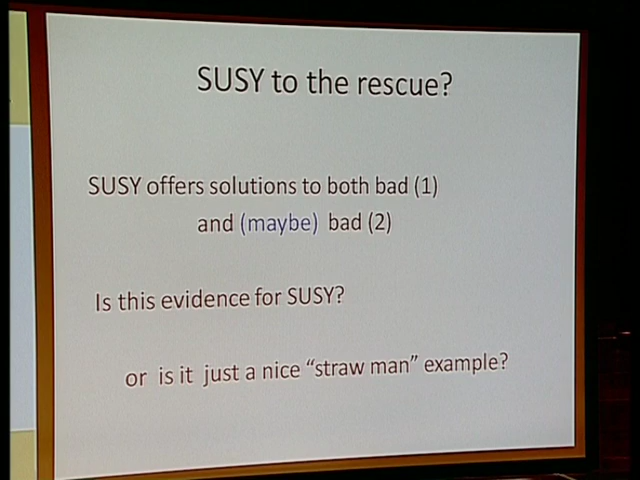 SUSY to the rescue?
SUSY offers solutions to both bad (1)
and (maybe) bad (2)
Is this evidence for SUSY?
or is it just a nice “straw man” example?